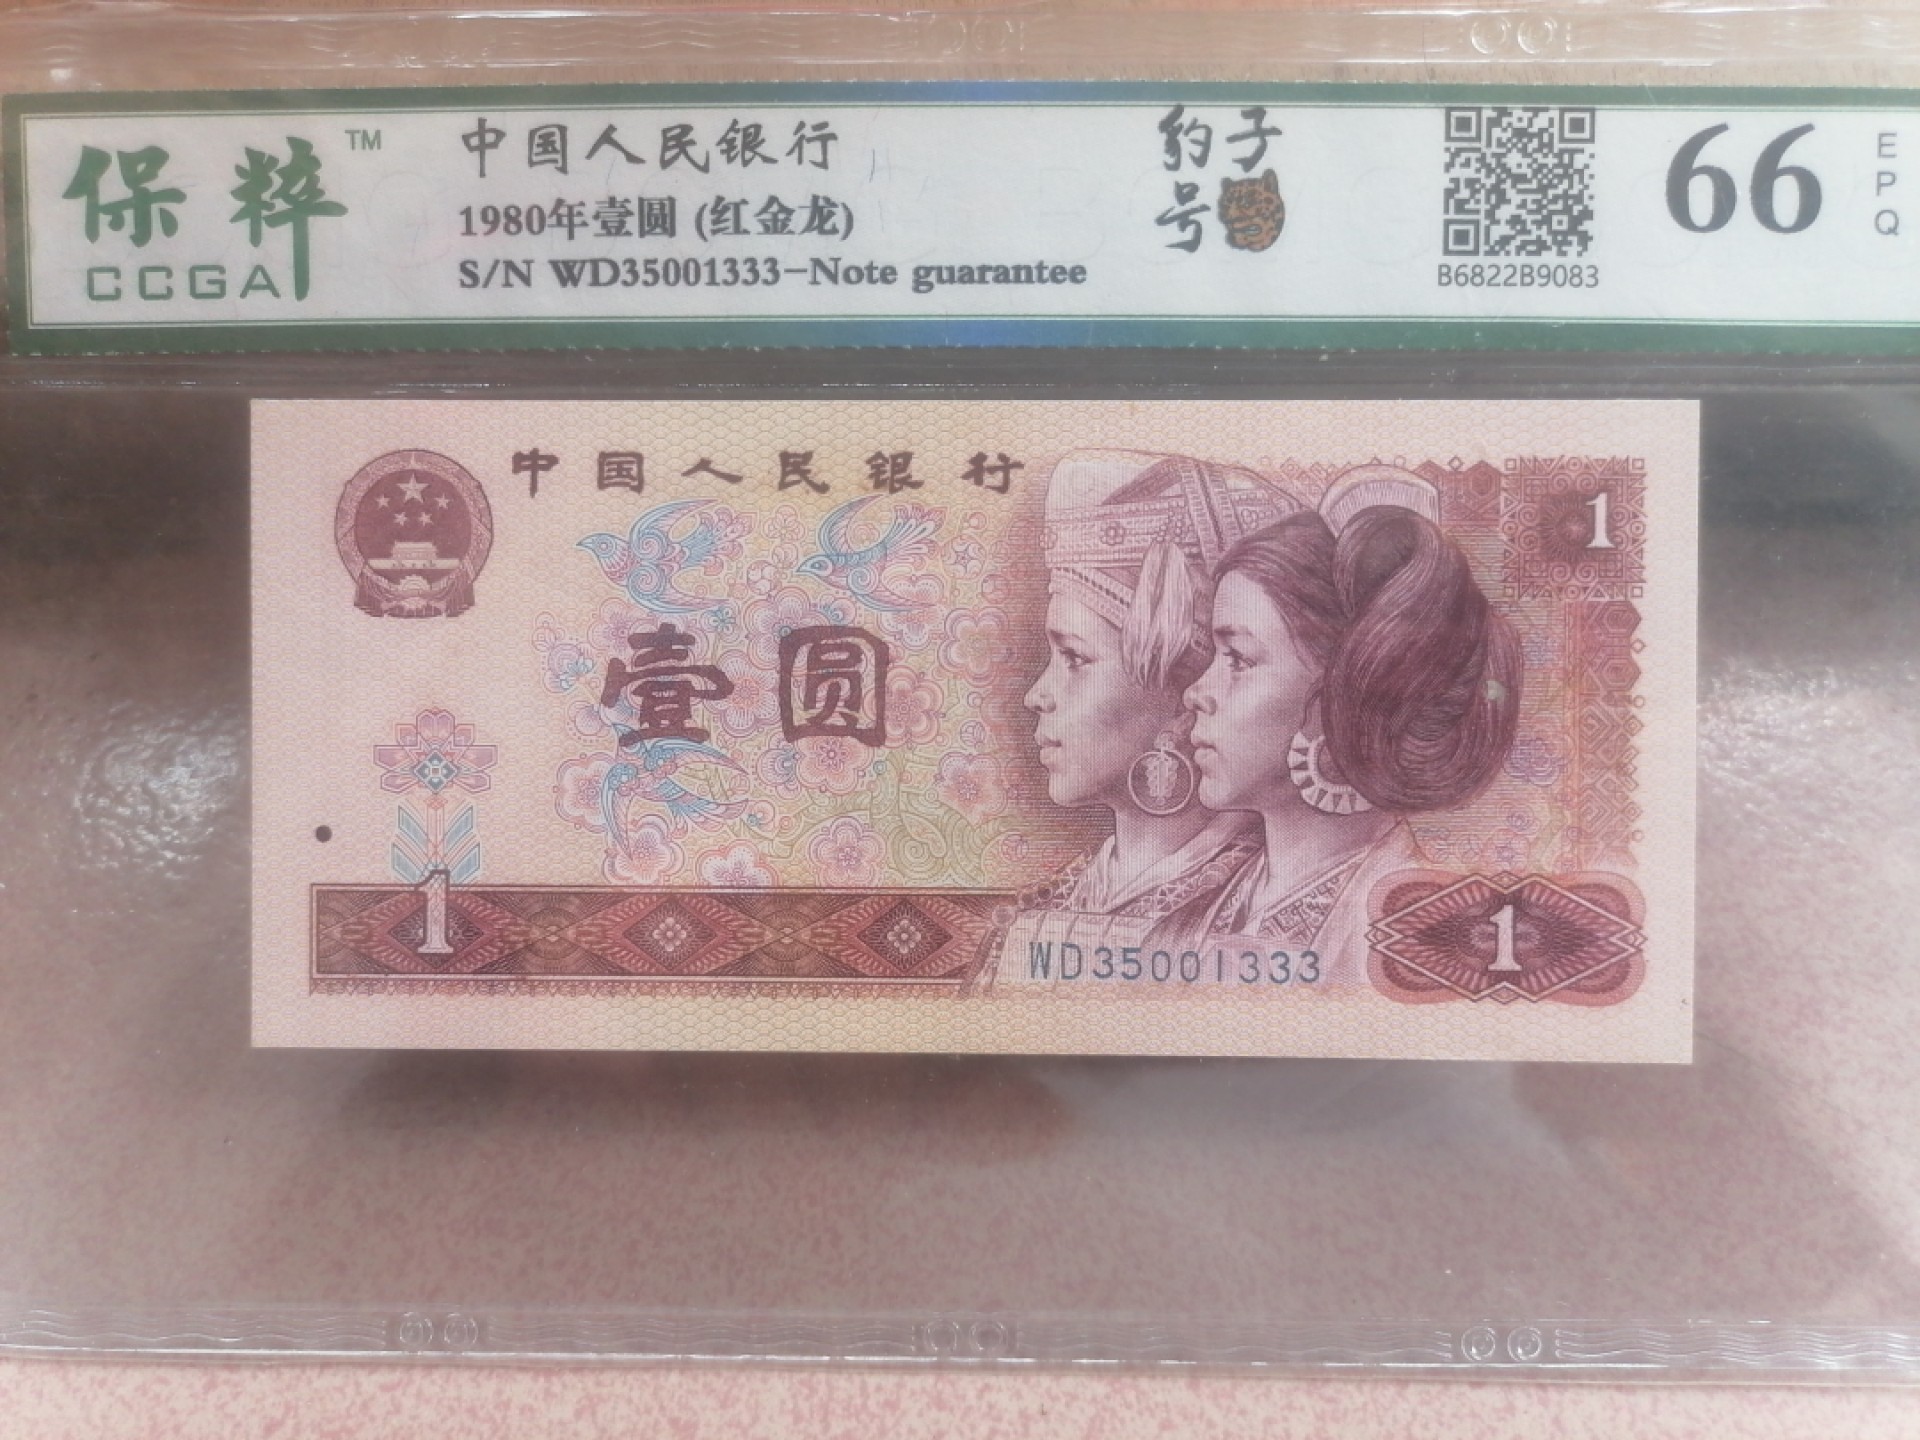 保粹 TM
CCGA
中国人民银行
1980年壹圆 (红金龙)
S/N WD35001333-Note guarantee
豹子
号
B6822B9083
66
EPQ
中国人民银行
1
壹圆
1
WD35001333
1